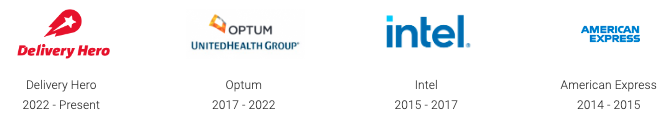 Delivery Hero
OPTUM
UNITEDHEALTH GROUP®
intel®
AMERICAN
EXPRESS
Delivery Hero
2022 - Present
Optum
2017 - 2022
Intel
2015 - 2017
American Express
2014 - 2015